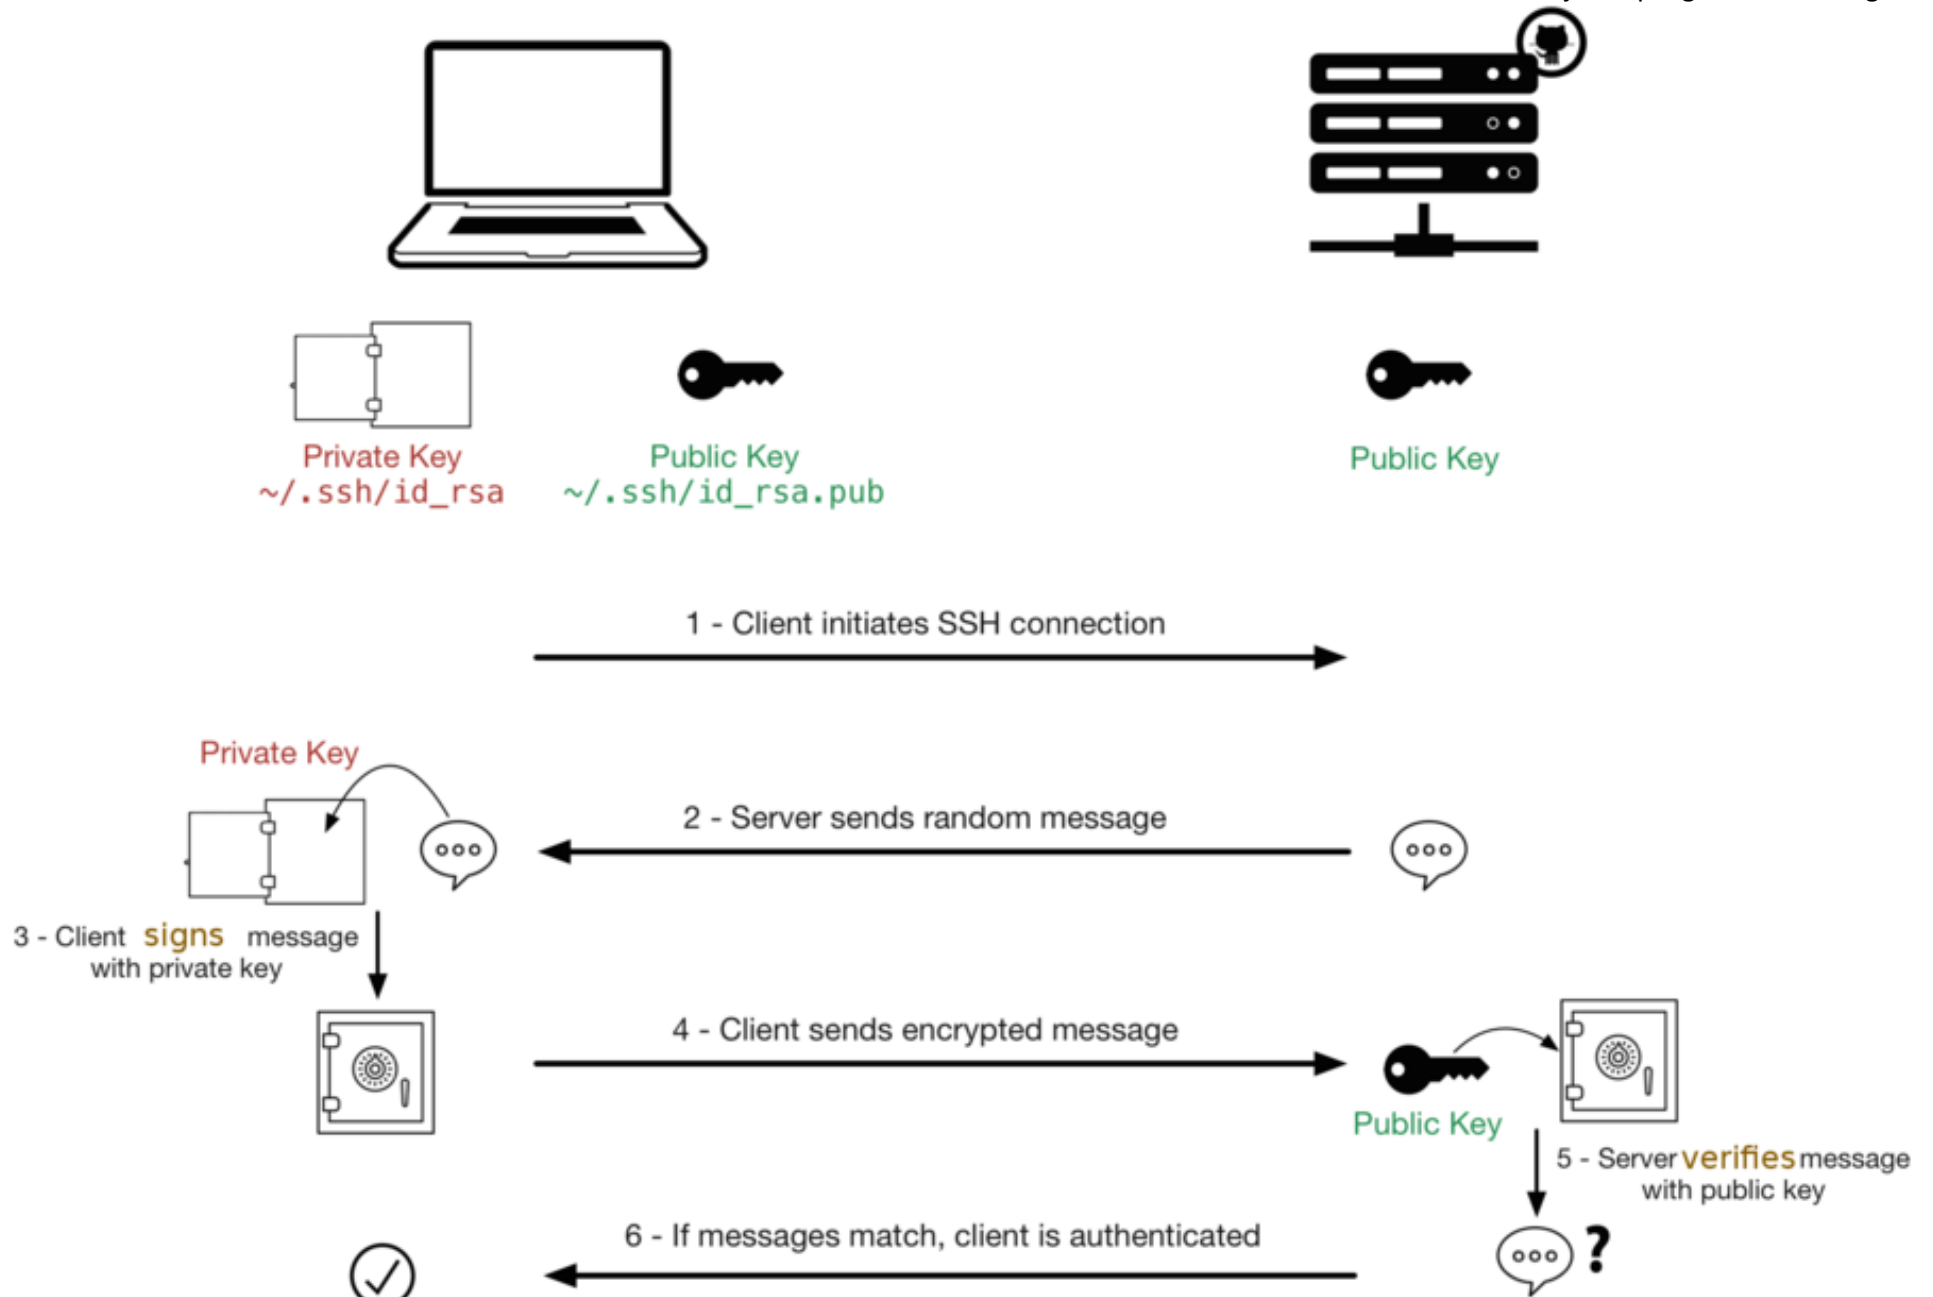 Private Key
~/.ssh/id_rsa
Public Key
~/.ssh/id_rsa.pub
Public Key
1 - Client initiates SSH connection
Private Key
2 - Server sends random message
3 - Client signs message
with private key
4 - Client sends encrypted message
Public Key
5 - Server verifies message
with public key
6 - If messages match, client is authenticated